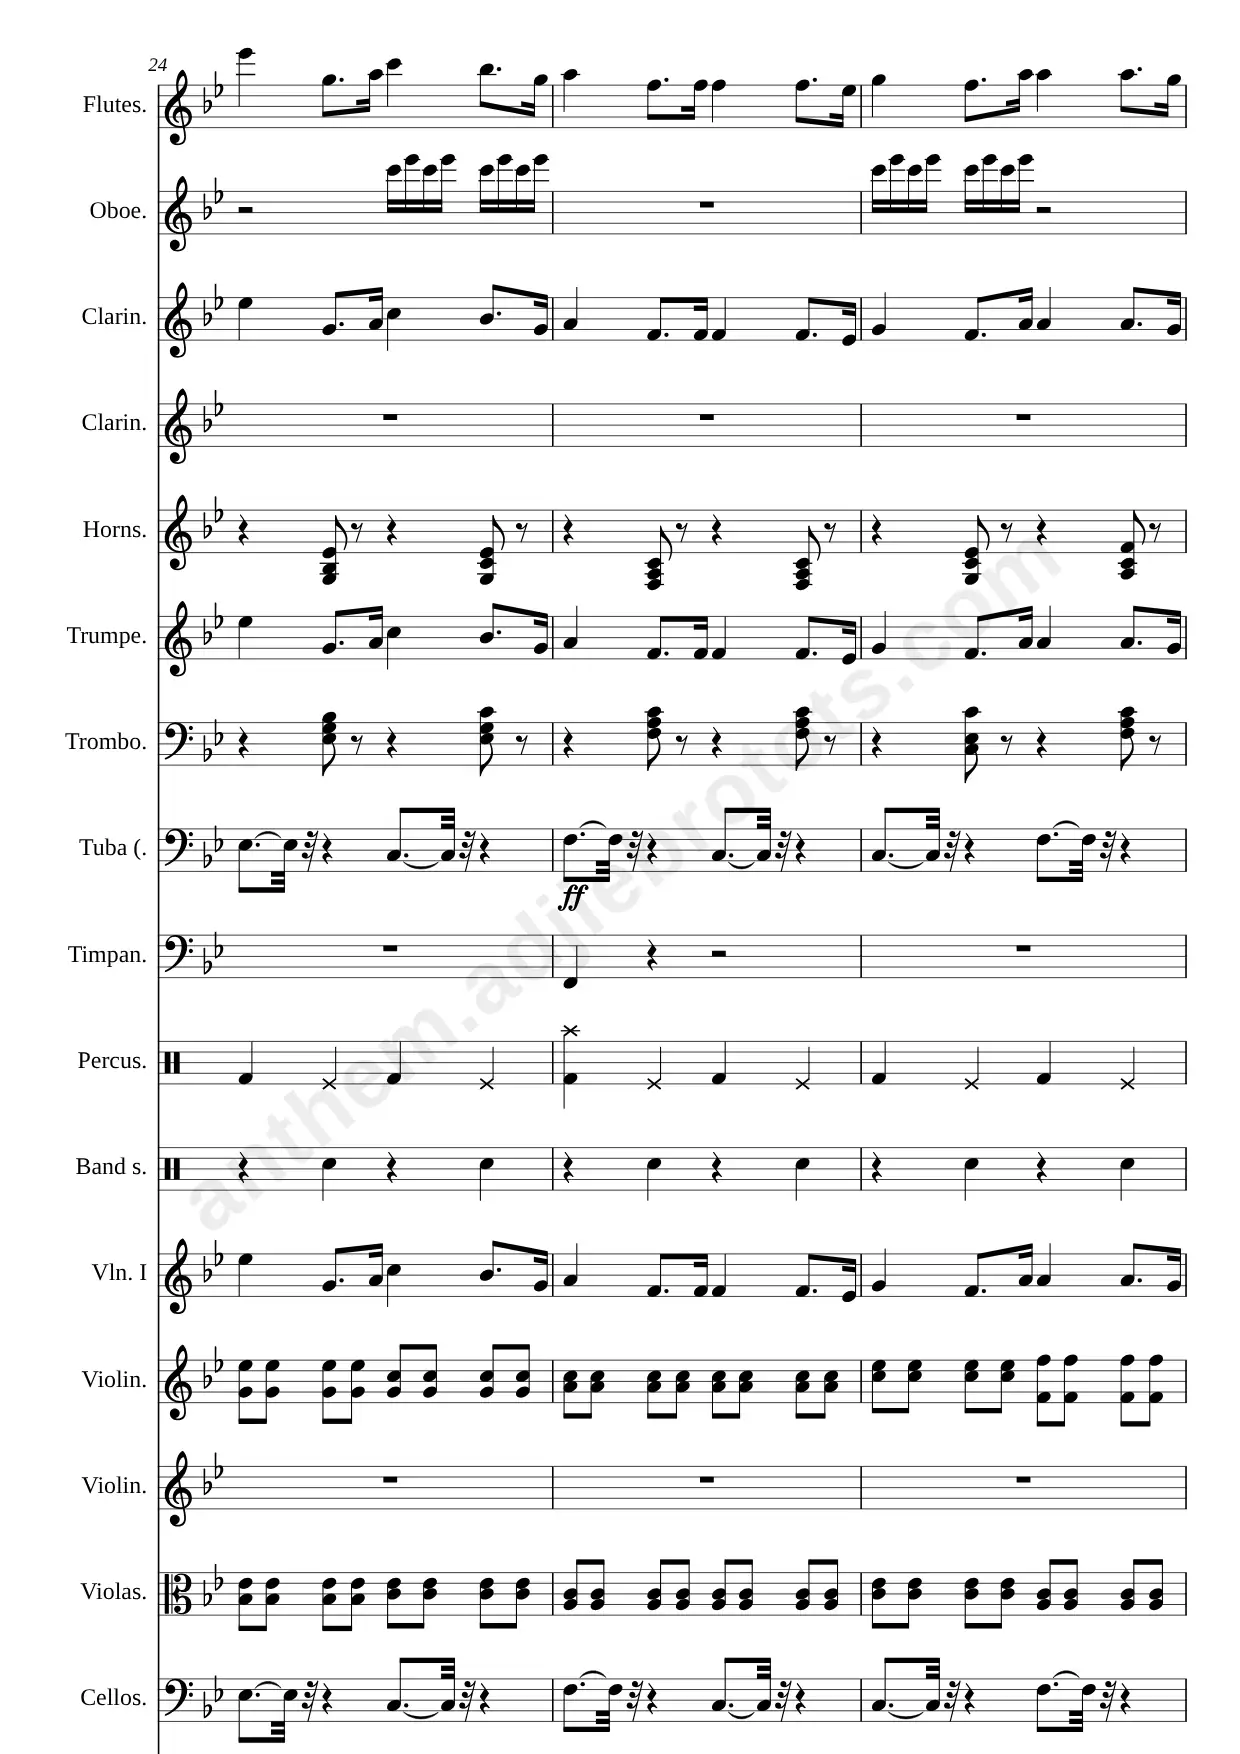 24
Flutes.
Oboe.
Clarin.
Clarin.
Horns.
Trumpe.
Trombo.
Tuba (.
ff
Timpan.
Percus.
Band s.
Vln. I
Violin.
Violin.
Violas.
Cellos.
anthem.adjiebrotots.com